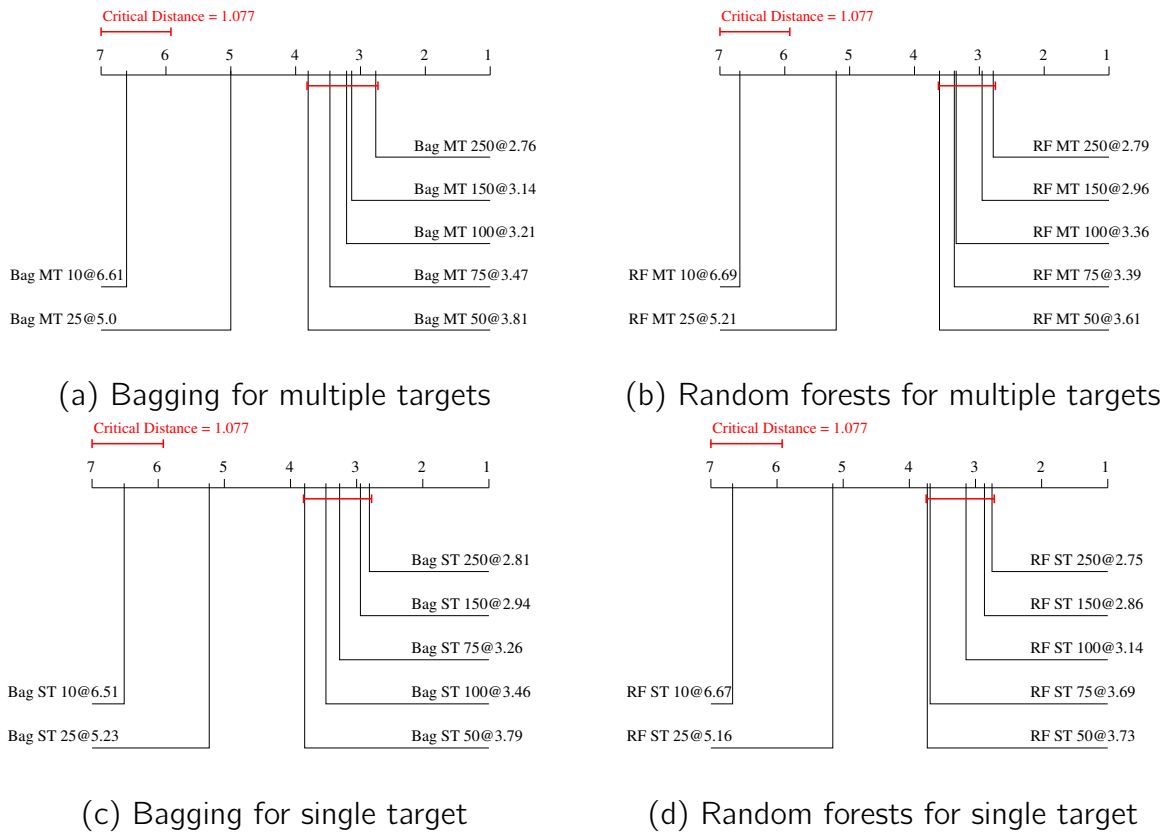 Critical Distance = 1.077
7 6 5 4 3 2 1
Bag MT 250@2.76
Bag MT 150@3.14
Bag MT 100@3.21
Bag MT 10@6.61
Bag MT 75@3.47
Bag MT 25@5.0
Bag MT 50@3.81
(a) Bagging for multiple targets
Critical Distance = 1.077
7 6 5 4 3 2 1
RF MT 250@2.79
RF MT 150@2.96
RF MT 100@3.36
RF MT 10@6.69
RF MT 75@3.39
RF MT 25@5.21
RF MT 50@3.61
(b) Random forests for multiple targets
Critical Distance = 1.077
7 6 5 4 3 2 1
Bag ST 250@2.81
Bag ST 150@2.94
Bag ST 75@3.26
Bag ST 10@6.51
Bag ST 100@3.46
Bag ST 25@5.23
Bag ST 50@3.79
(c) Bagging for single target
Critical Distance = 1.077
7 6 5 4 3 2 1
RF ST 250@2.75
RF ST 150@2.86
RF ST 100@3.14
RF ST 10@6.67
RF ST 75@3.69
RF ST 25@5.16
RF ST 50@3.73
(d) Random forests for single target